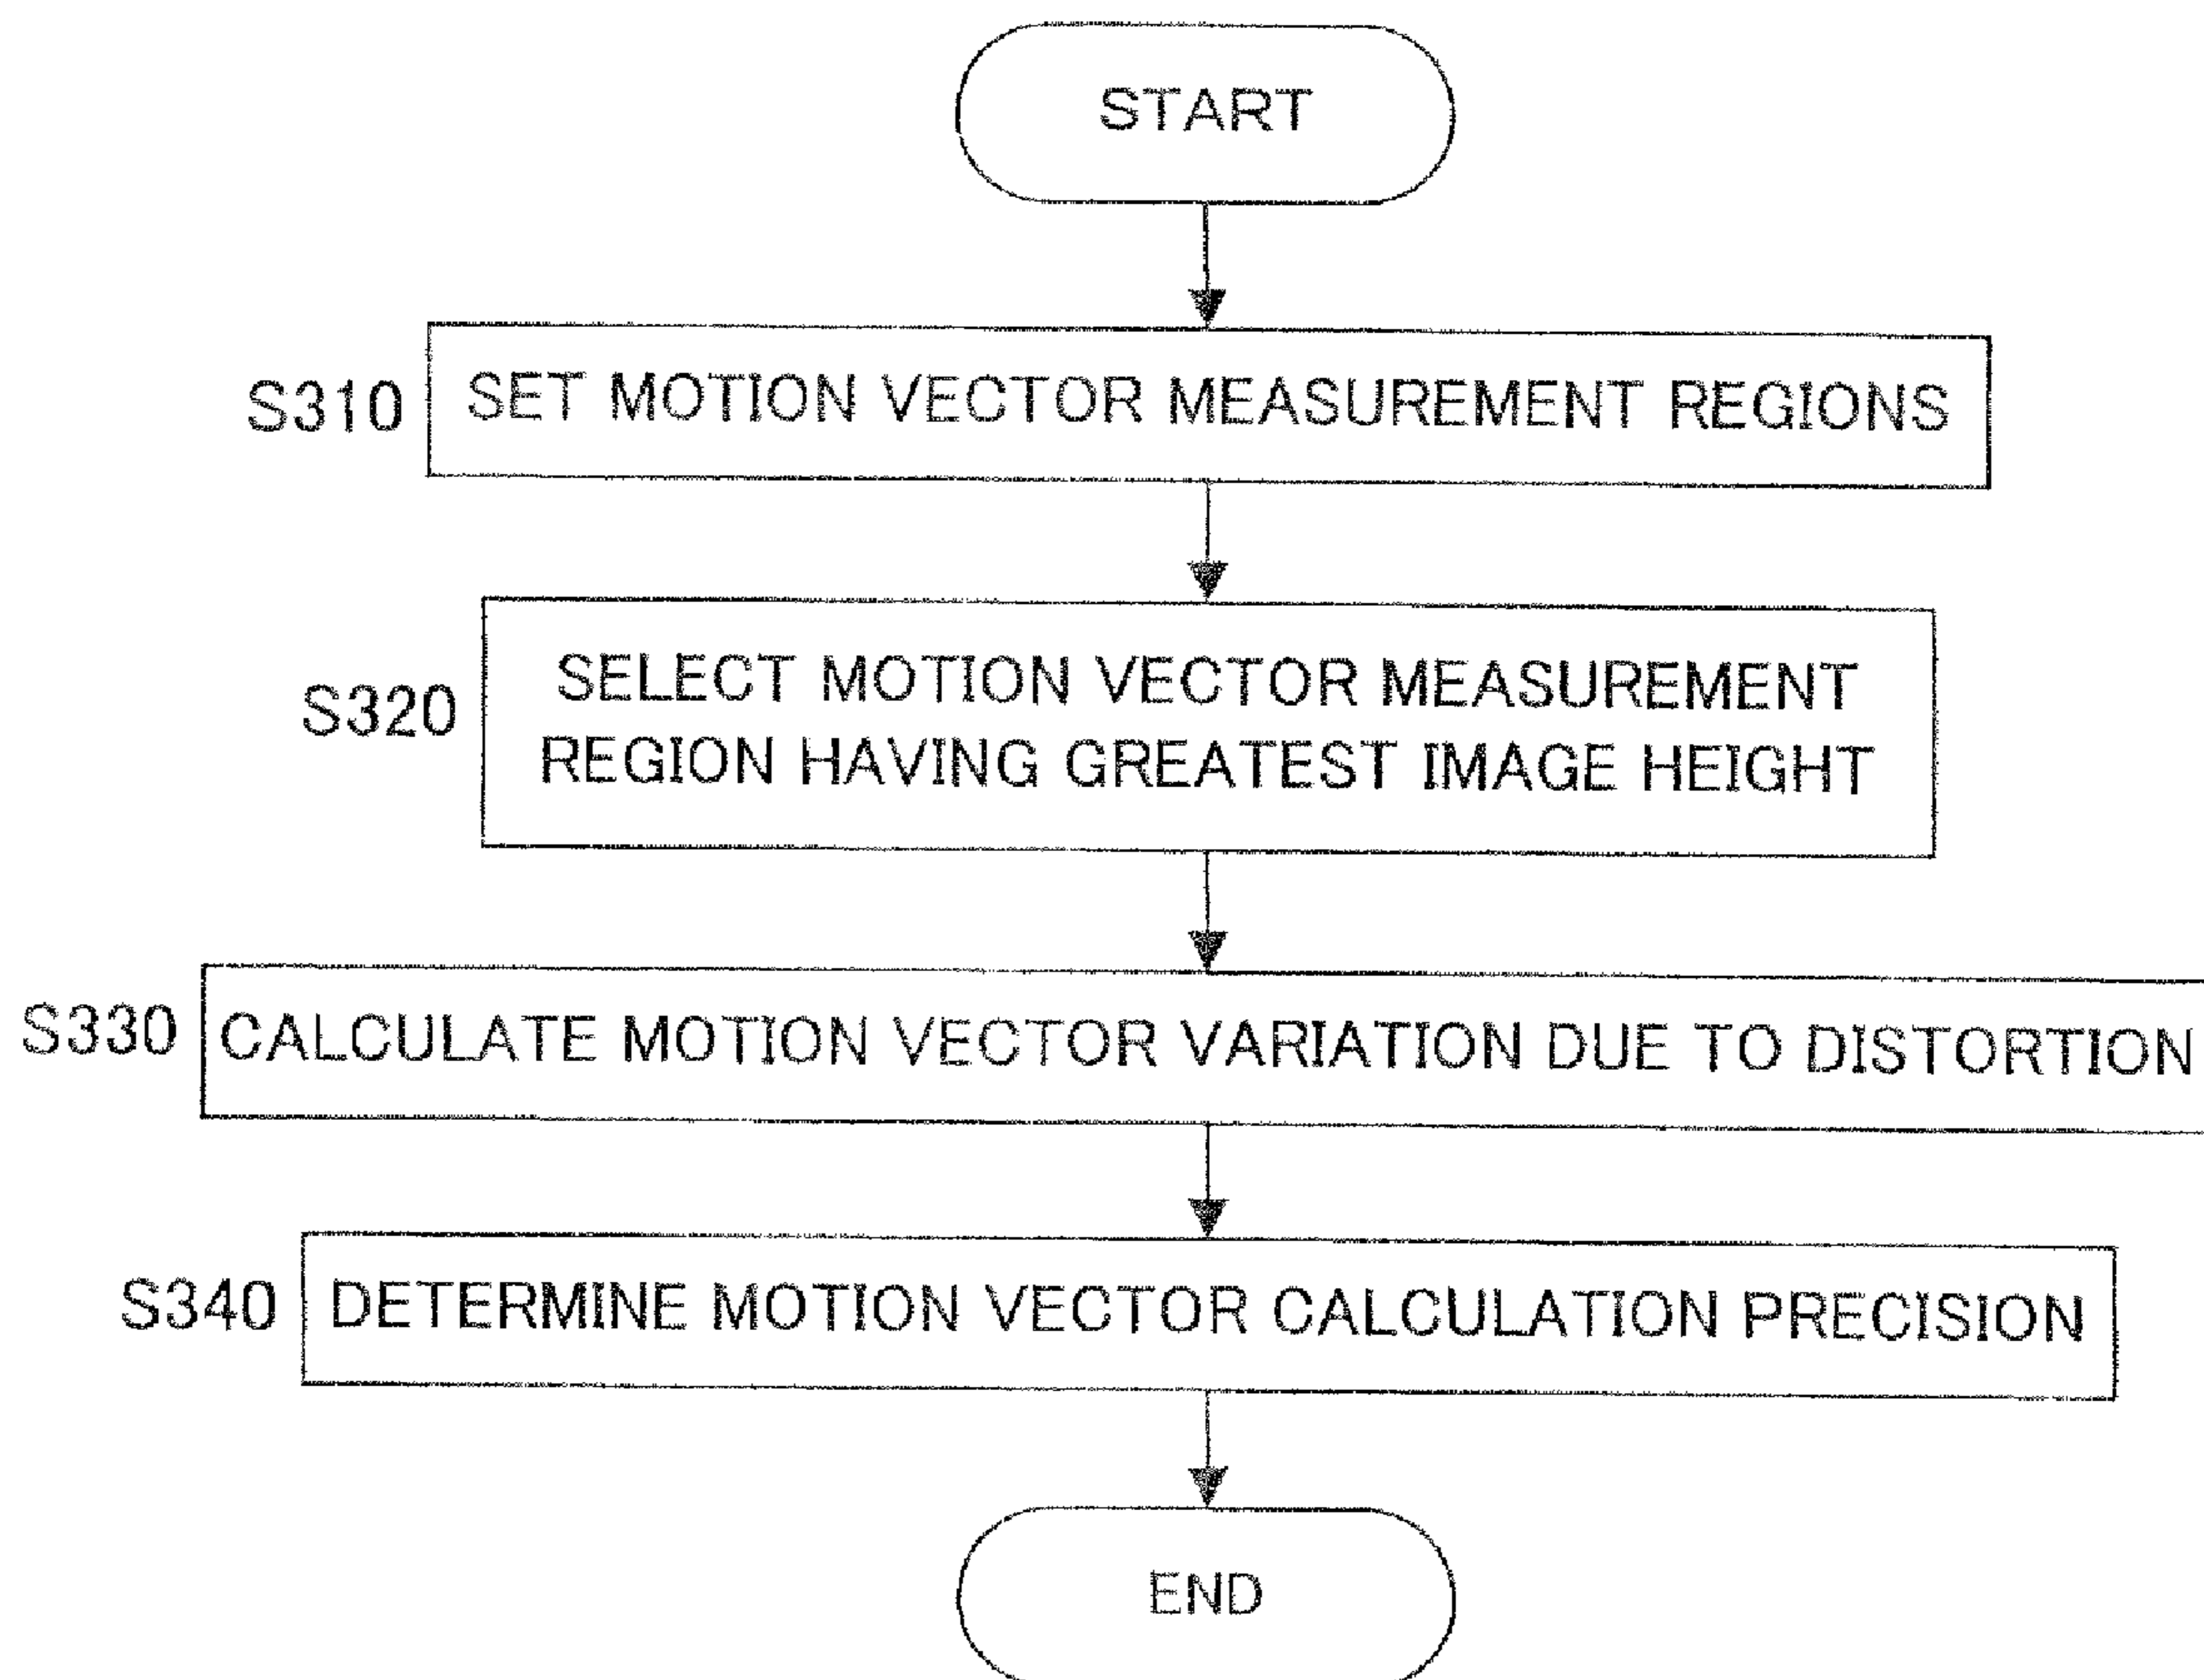 START
S310
SET MOTION VECTOR MEASUREMENT REGIONS
S320
SELECT MOTION VECTOR MEASUREMENT
REGION HAVING GREATEST IMAGE HEIGHT
S330
CALCULATE MOTION VECTOR VARIATION DUE TO DISTORTION
S340
DETERMINE MOTION VECTOR CALCULATION PRECISION
END